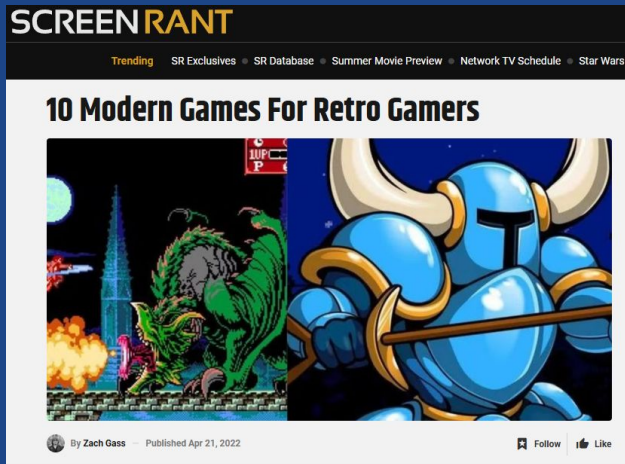 SCREENRANT
Trending SR Exclusives SR Database Summer Movie Preview Network TV Schedule Star Wars
10 Modern Games For Retro Gamers
1UP
P
By Zach Gass — Published Apr 21, 2022 Follow Like